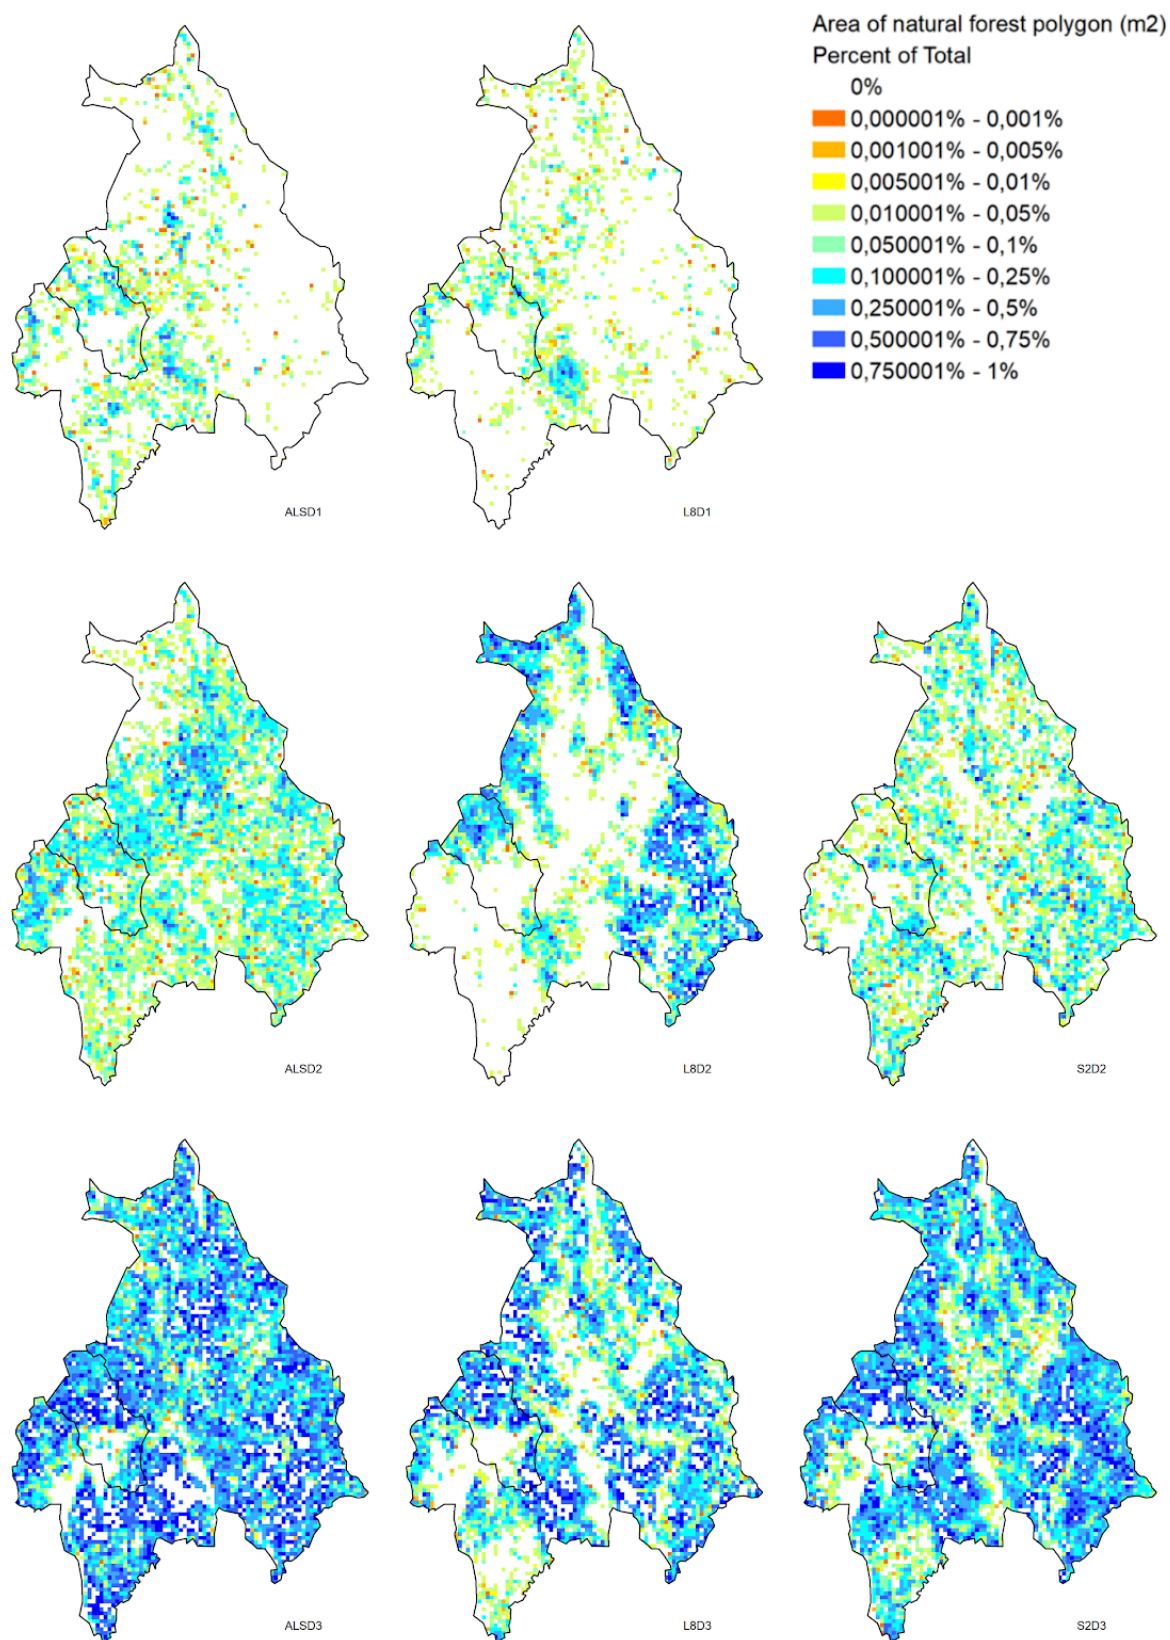 Area of natural forest polygon (m2)
Percent of Total
0%
0,000001% - 0,001%
0,001001% - 0,005%
0,005001% - 0,01%
0,010001% - 0,05%
0,050001% - 0,1%
0,100001% - 0,25%
0,250001% - 0,5%
0,500001% - 0,75%
0,750001% - 1%
ALSD1
L8D1
ALSD2
L8D2
S2D2
ALSD3
L8D3
S2D3